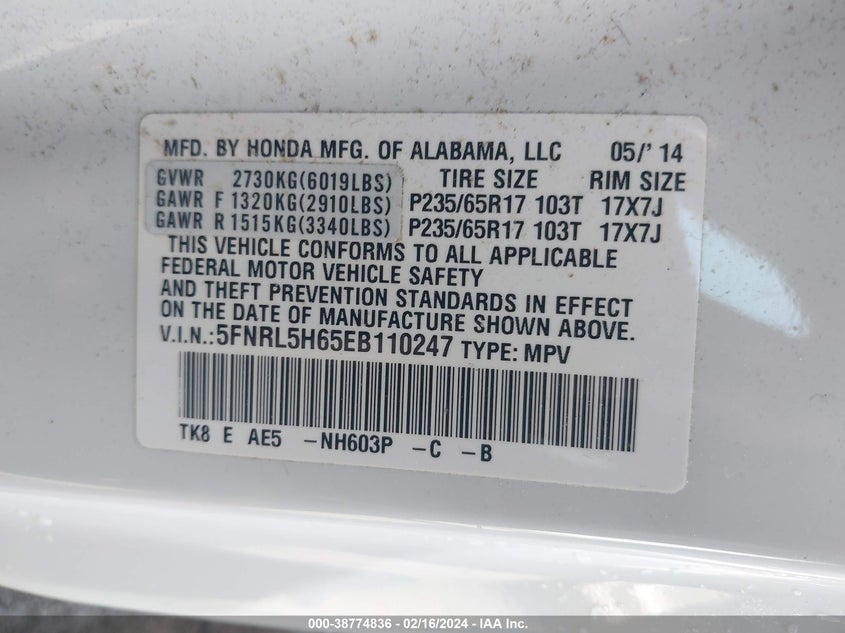 MFD. BY HONDA MFG. OF ALABAMA, LLC 05/' 14
GVWR 2730KG(6019LBS) TIRE SIZE RIM SIZE
GAWR F 1320KG(2910LBS) P235/65R17 103T 17X7J
GAWR R 1515KG(3340LBS) P235/65R17 103T 17X7J
THIS VEHICLE CONFORMS TO ALL APPLICABLE
FEDERAL MOTOR VEHICLE SAFETY
AND THEFT PREVENTION STANDARDS IN EFFECT
ON THE DATE OF MANUFACTURE SHOWN ABOVE.
V.I.N.:5FNRL5H65EB110247 TYPE: MPV
TK8 E AE5 -NH603P -C -B
000-38774836 - 02/16/2024 - IAA Inc.